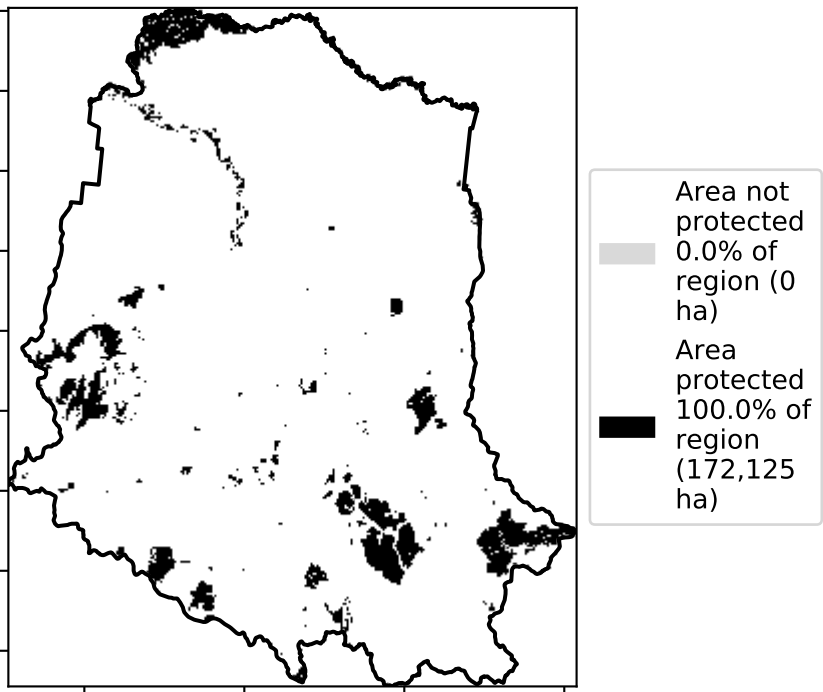 Area not
protected
0.0% of
region (0
ha)
Area
protected
100.0% of
region
(172,125
ha)